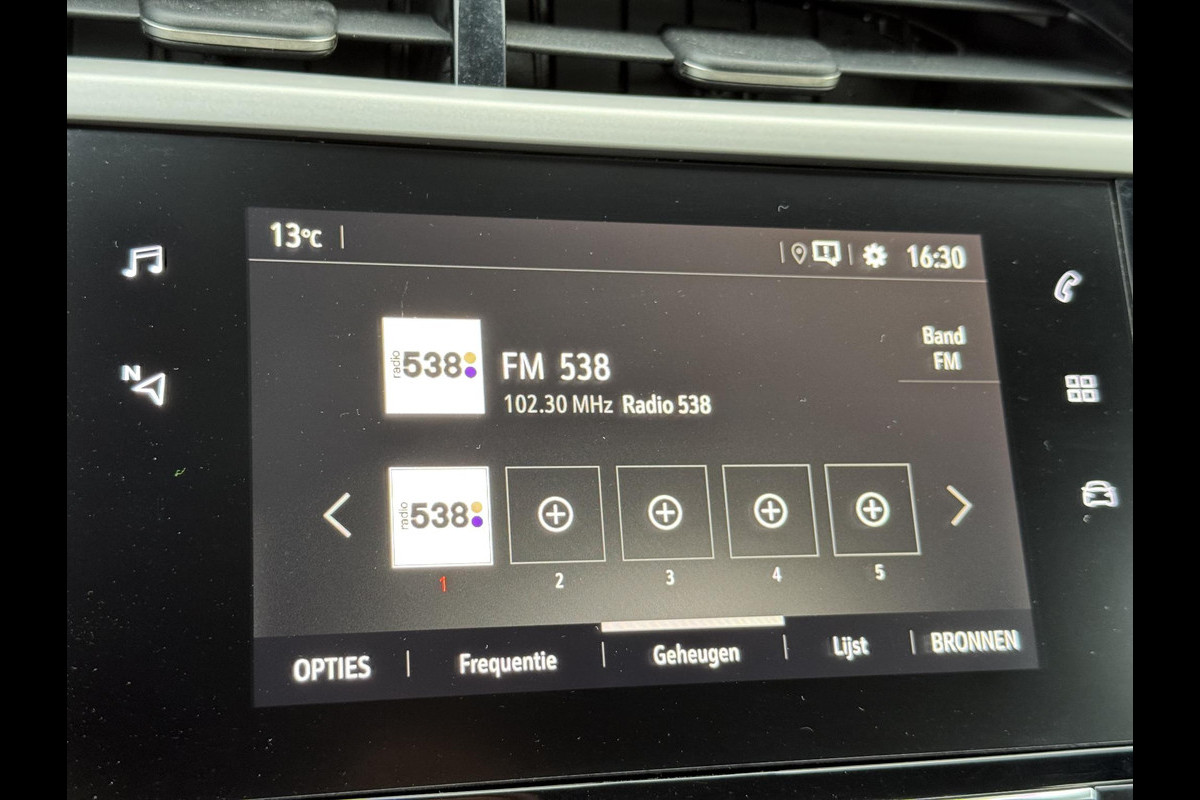 13°C
16:30
N
radio 538
FM 538
102.30 MHz Radio 538
Band
FM
radio 538
1
2
3
4
5
OPTIES
Frequentie
Geheugen
Lijst
BRONNEN